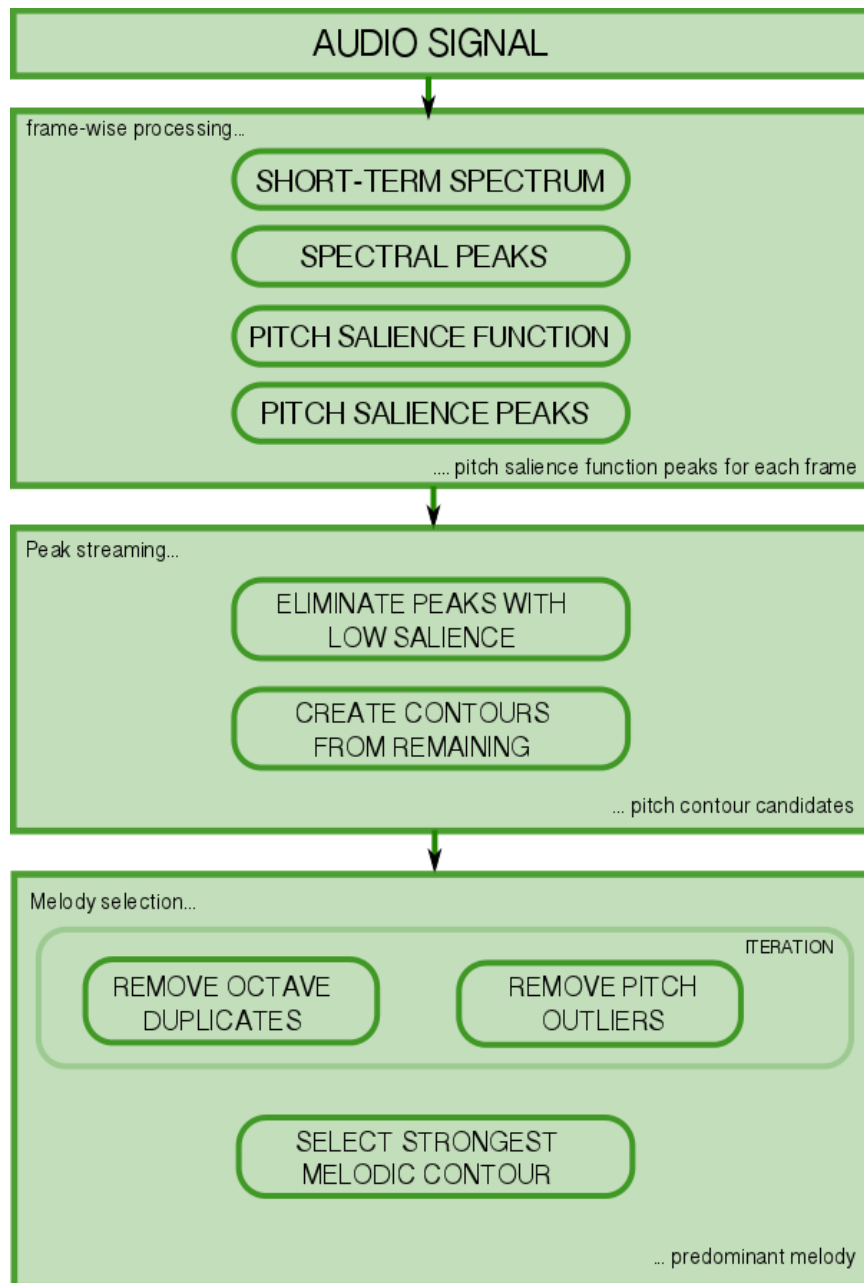 AUDIO SIGNAL
frame-wise processing...
SHORT-TERM SPECTRUM
SPECTRAL PEAKS
PITCH SALIENCE FUNCTION
PITCH SALIENCE PEAKS
.... pitch salience function peaks for each frame
Peak streaming...
ELIMINATE PEAKS WITH
LOW SALIENCE
CREATE CONTOURS
FROM REMAINING
... pitch contour candidates
Melody selection...
ITERATION
REMOVE OCTAVE
DUPLICATES
REMOVE PITCH
OUTLIERS
SELECT STRONGEST
MELODIC CONTOUR
... predominant melody